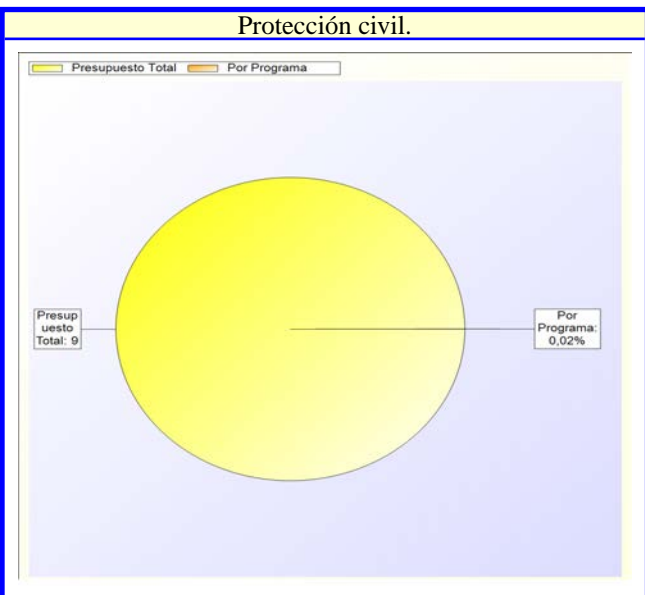 Protección civil.
Presupuesto Total Por Programa
Presup
uesto
Total: 9
Por
Programa:
0,02%